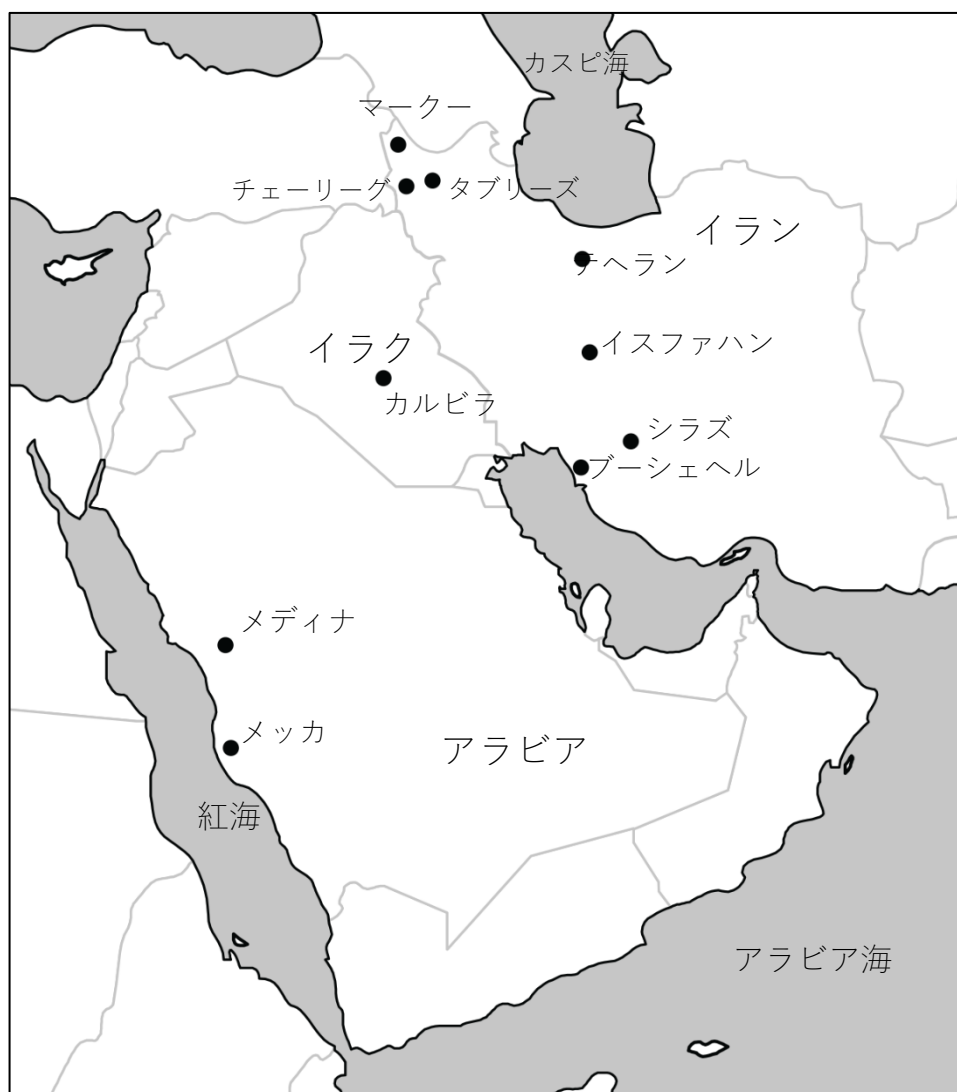 カスピ海
マークー
チェーリーグ
タブリーズ
イラン
テヘラン
イラク
イスファハン
カルビラ
シラズ
ブーシェヘル
メディナ
メッカ
アラビア
紅海
アラビア海